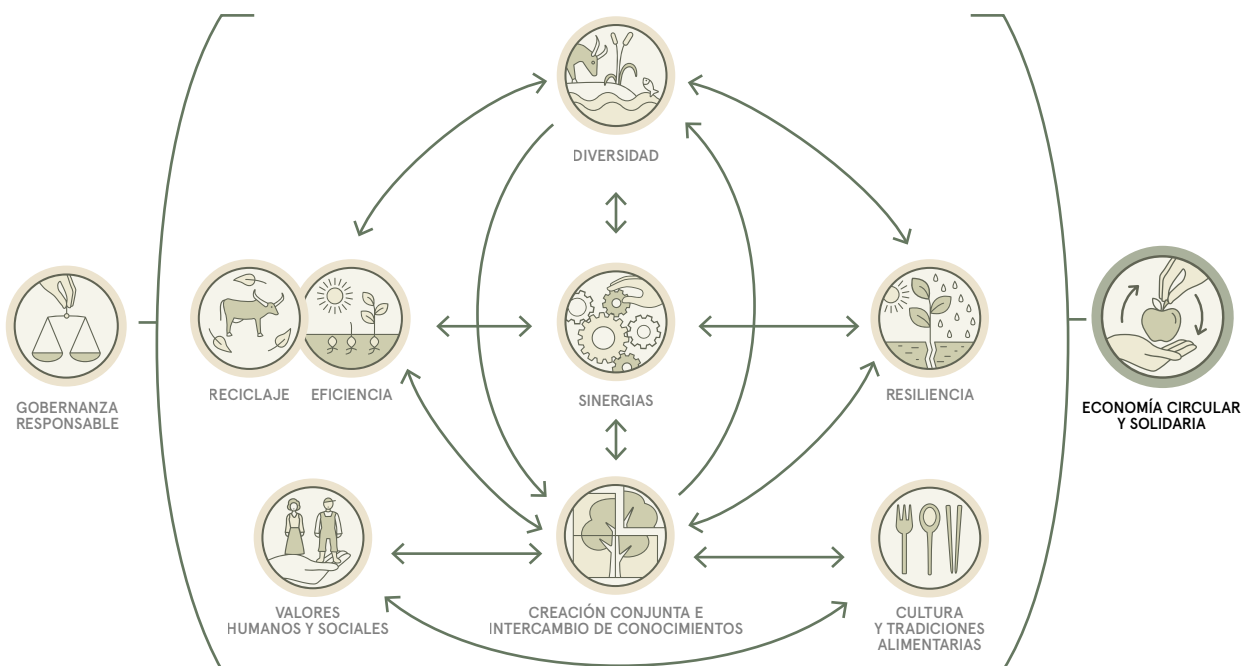 DIVERSIDAD
RECICLAJE
EFICIENCIA
SINERGIAS
RESILIENCIA
GOBERNANZA
RESPONSABLE
ECONOMÍA CIRCULAR
Y SOLIDARIA
VALORES
HUMANOS Y SOCIALES
CREACIÓN CONJUNTA E
INTERCAMBIO DE CONOCIMIENTOS
CULTURA
Y TRADICIONES
ALIMENTARIAS